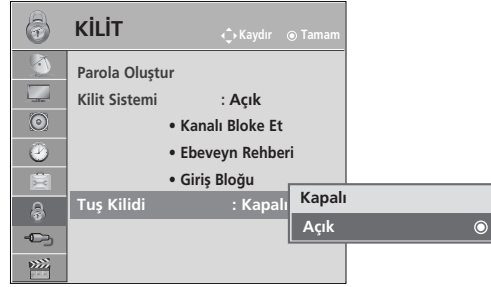 KİLİT
Kaydır Tamam
Parola Oluştur
Kilit Sistemi : Açık
• Kanalı Bloke Et
• Ebeveyn Rehberi
• Giriş Bloğu
Tuş Kilidi : Kapalı
Kapalı
Açık